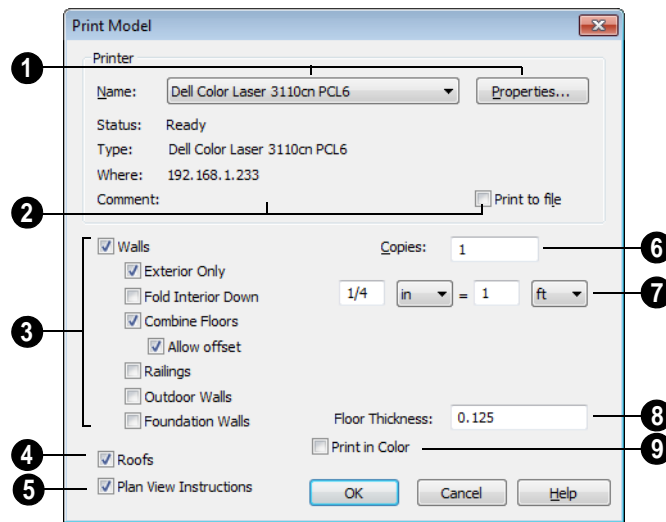 Print Model
Printer
1
Name: Dell Color Laser 3110cn PCL6 Properties...
Status: Ready
Type: Dell Color Laser 3110cn PCL6
Where: 192.168.1.233
Comment: Print to file
2
Walls Copies: 1 6
Exterior Only
Fold Interior Down 1/4 in = 1 ft 7
3 Combine Floors
Allow offset
Railings
Outdoor Walls
Foundation Walls Floor Thickness: 0.125 8
4 Roofs Print in Color 9
5 Plan View Instructions OK Cancel Help